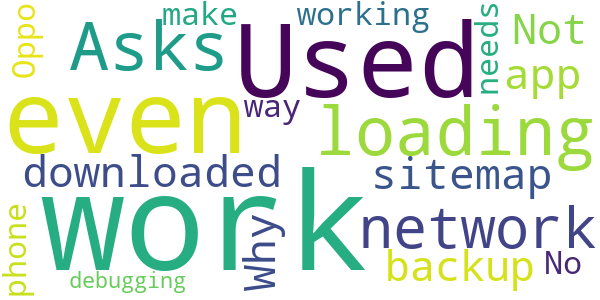 Oppo
make
working
needs
Not
Asks
Used
app
even
way
loading
downloaded
sitemap
work
Why
network
phone
backup
No
debugging